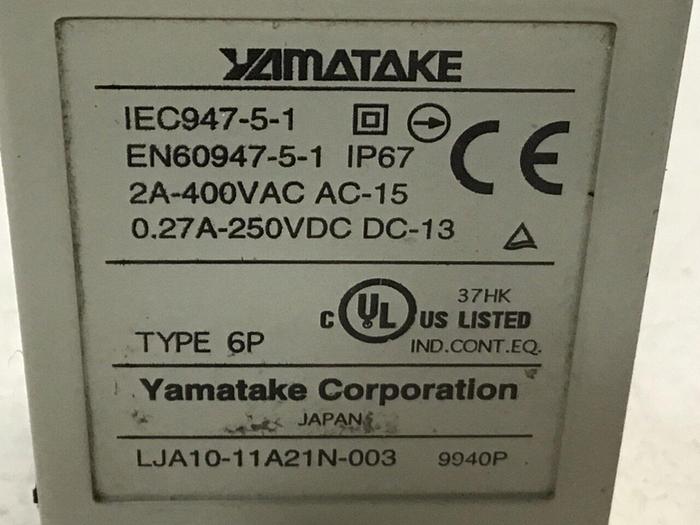 YAMATAKE
IEC947-5-1
EN60947-5-1 IP67
CE
2A-400VAC AC-15
0.27A-250VDC DC-13
TYPE 6P
C UL US LISTED
37HK
IND.CONT.EQ.
Yamatake Corporation
JAPAN
LJA10-11A21N-003 9940P